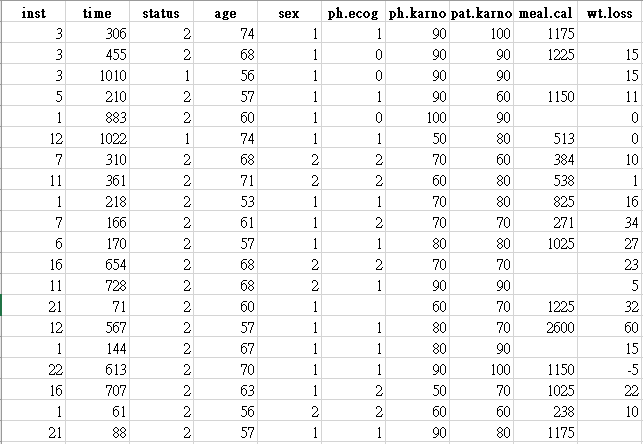 inst time status age sex ph.ecog ph.karno pat.karno meal.cal wt.loss
3 306 2 74 1 1 90 100 1175
3 455 2 68 1 0 90 90 1225 15
3 1010 1 56 1 0 90 90 15
5 210 2 57 1 1 90 60 1150 11
1 883 2 60 1 0 100 90 0
12 1022 1 74 1 1 50 80 513 0
7 310 2 68 2 2 70 60 384 10
11 361 2 71 2 2 60 80 538 1
1 218 2 53 1 1 70 80 825 16
7 166 2 61 1 2 70 70 271 34
6 170 2 57 1 1 80 80 1025 27
16 654 2 68 2 2 70 70 23
11 728 2 68 2 1 90 90 5
21 71 2 60 1 60 70 1225 32
12 567 2 57 1 1 80 70 2600 60
1 144 2 67 1 1 80 90 15
22 613 2 70 1 1 90 100 1150 -5
16 707 2 63 1 2 50 70 1025 22
1 61 2 56 2 2 60 60 238 10
21 88 2 57 1 1 90 80 1175